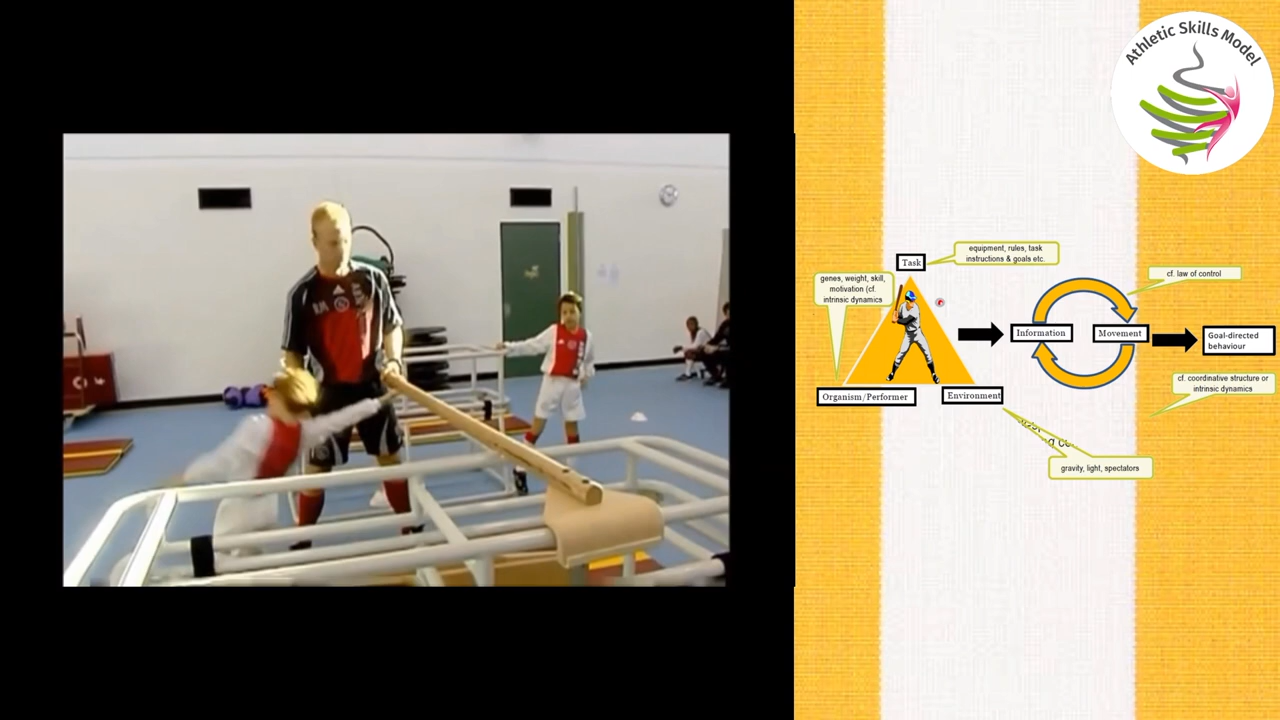 Athletic Skills Model
equipment, rules, task
instructions & goals etc.
Task
genes, weight, skill,
motivation (cf.
intrinsic dynamics
cf. law of control
Information
Movement
Goal-directed
behaviour
cf. coordinative structure or
intrinsic dynamics
Organism/Performer
Environment
gravity, light, spectators